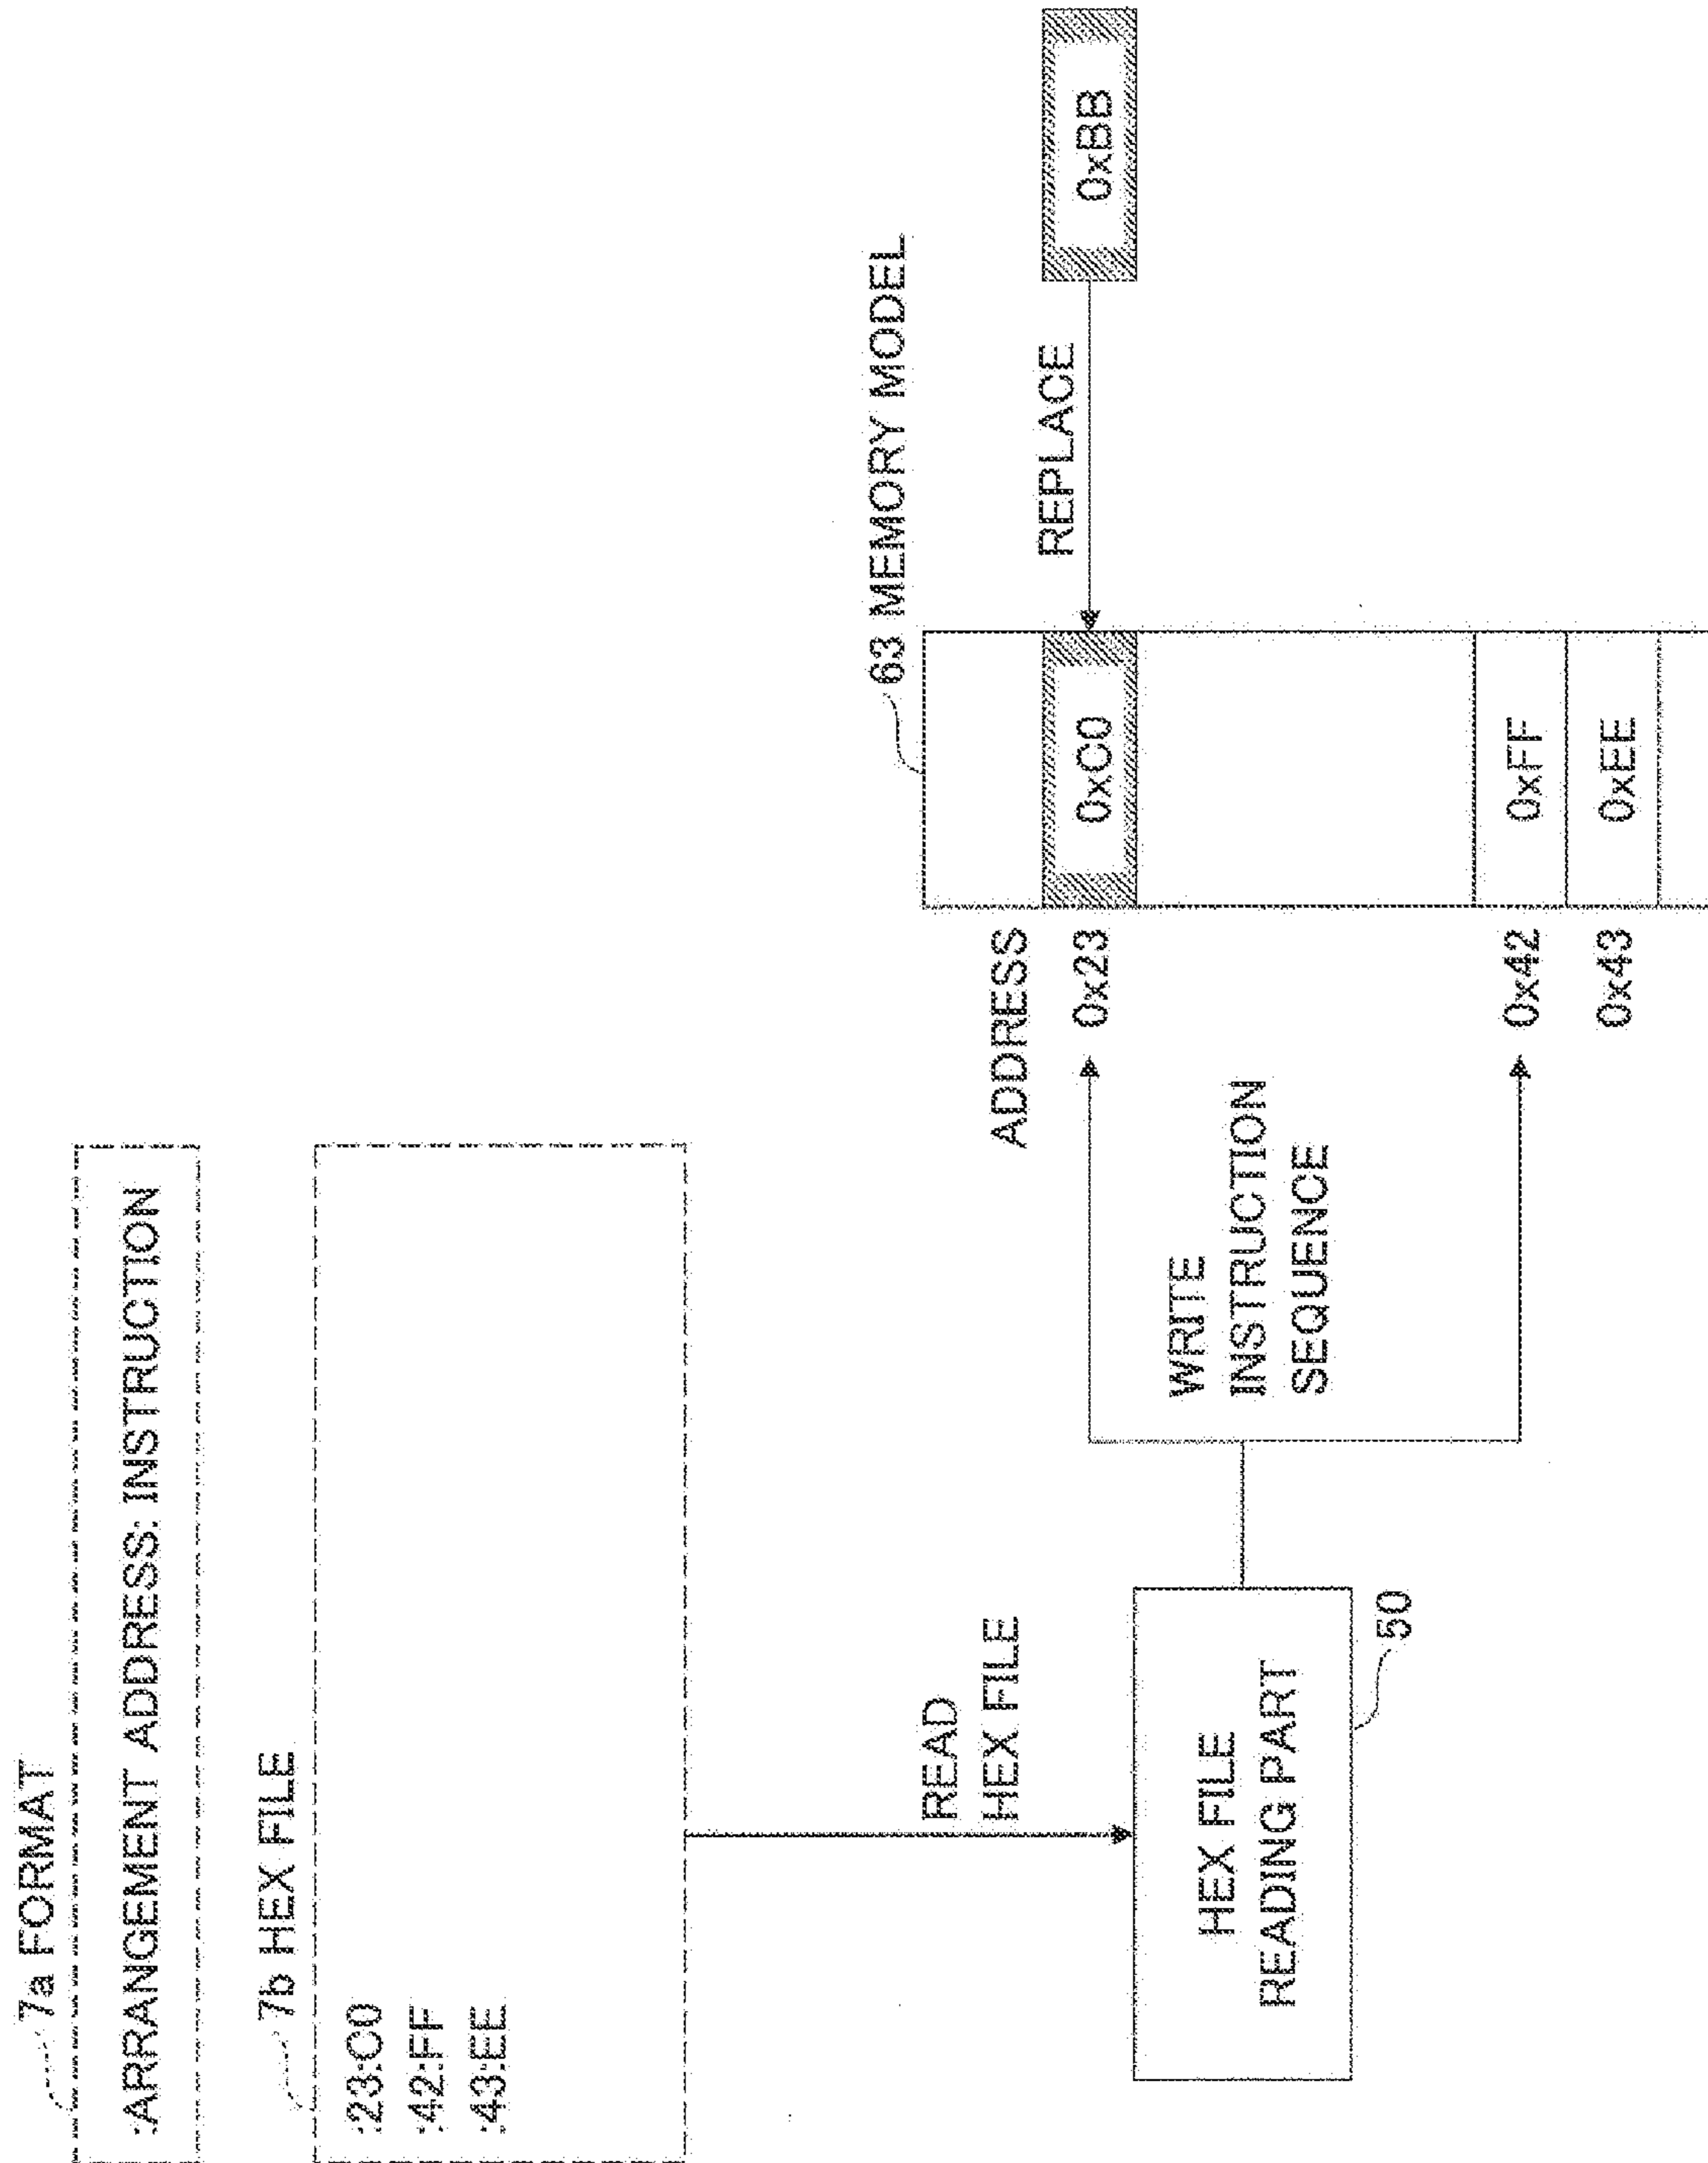 7a FORMAT
:ARRANGEMENT ADDRESS: INSTRUCTION
7b HEX FILE
:23:C0
:42:FF
:43:EE
READ
HEX FILE
HEX FILE
READING PART
50
WRITE
INSTRUCTION
SEQUENCE
63 MEMORY MODEL
ADDRESS
0x23
0xC0
REPLACE
0xBB
0x42
0xFF
0x43
0xEE